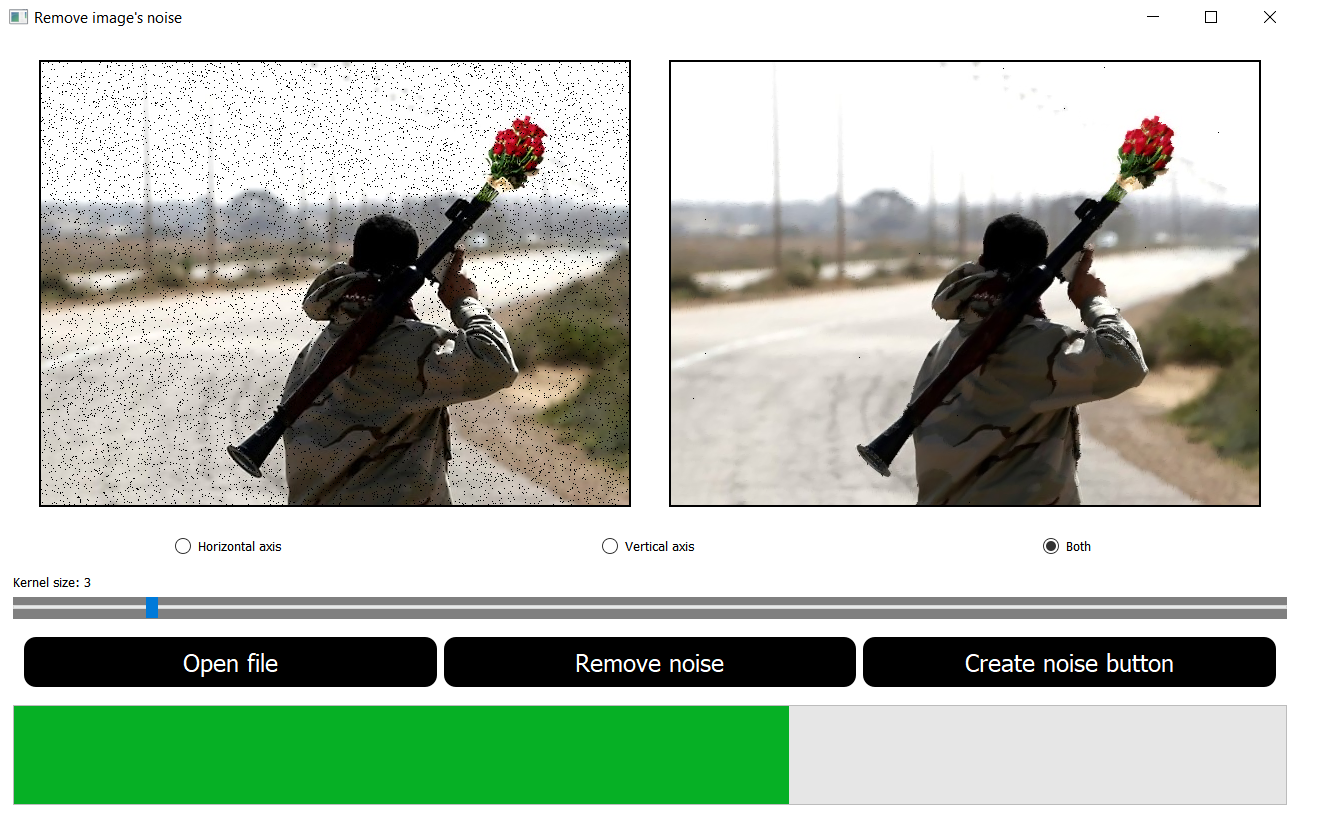 Remove image's noise
Horizontal axis
Vertical axis
Both
Kernel size: 3
Open file
Remove noise
Create noise button